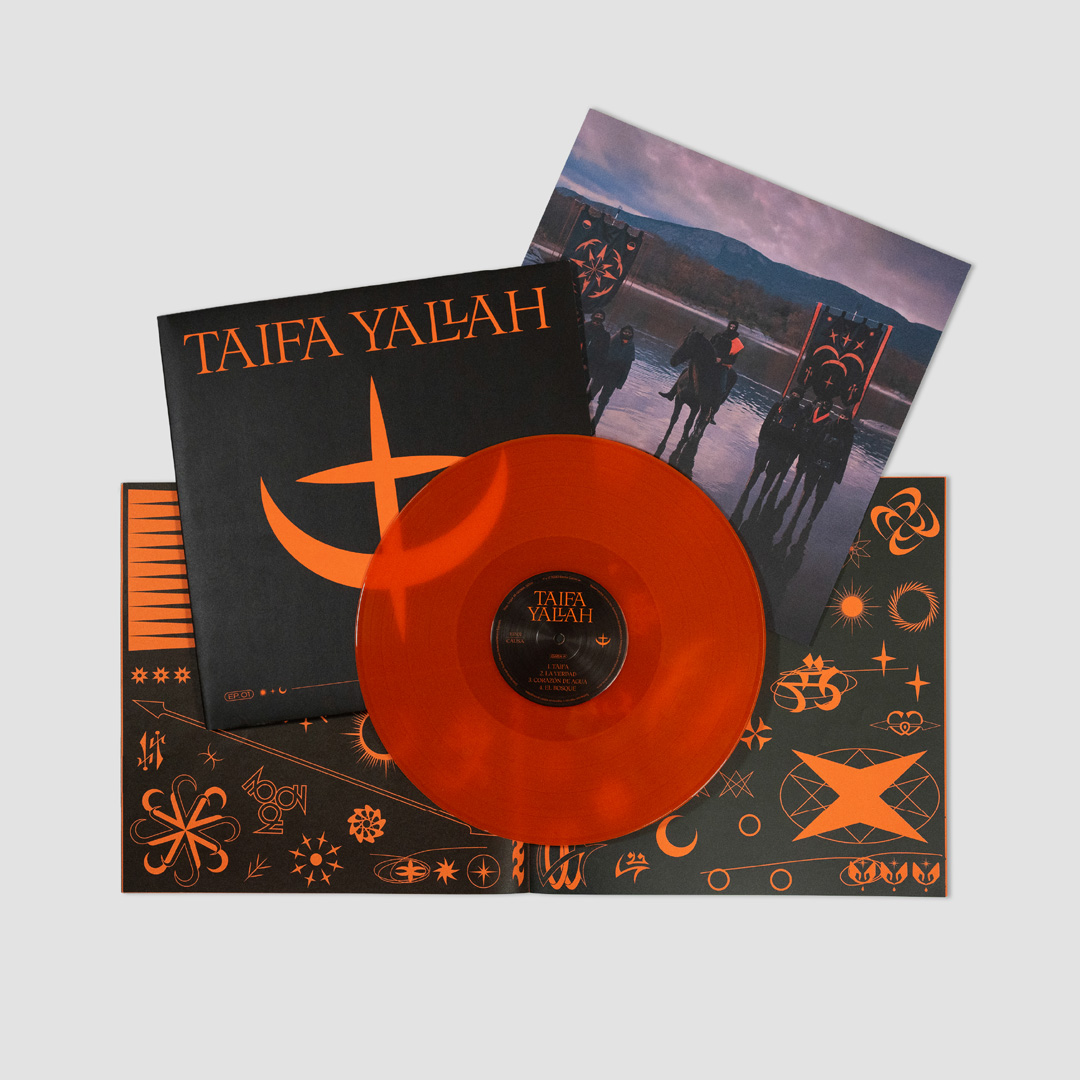 TAIFA YALLAH
EP 01
TAIFA
YALLAH
1. TAIFA
2. LA VERDAD
3. CORAZÓN DE AGUA
4. EL BOSQUE